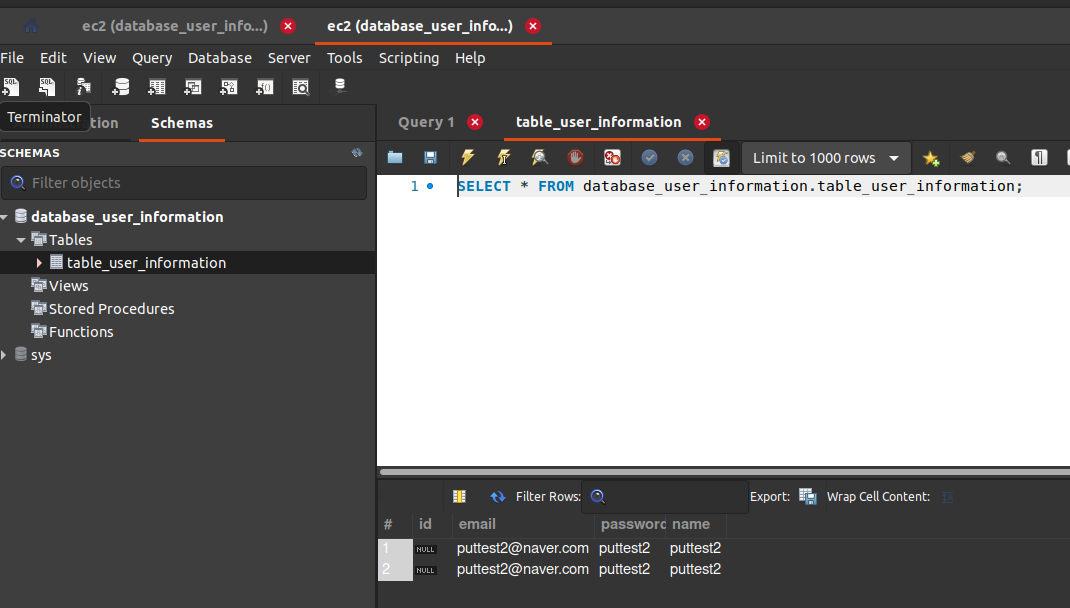 ec2 (database_user_info...) ec2 (database_user_info...)
File Edit View Query Database Server Tools Scripting Help
Terminator
tion Schemas
Query 1 table_user_information
SCHEMAS
Filter objects
database_user_information
Tables
table_user_information
Views
Stored Procedures
Functions
sys
Limit to 1000 rows
1 SELECT * FROM database_user_information.table_user_information;
Filter Rows: Export: Wrap Cell Content:
# id email password name
1 NULL puttest2@naver.com puttest2 puttest2
2 NULL puttest2@naver.com puttest2 puttest2